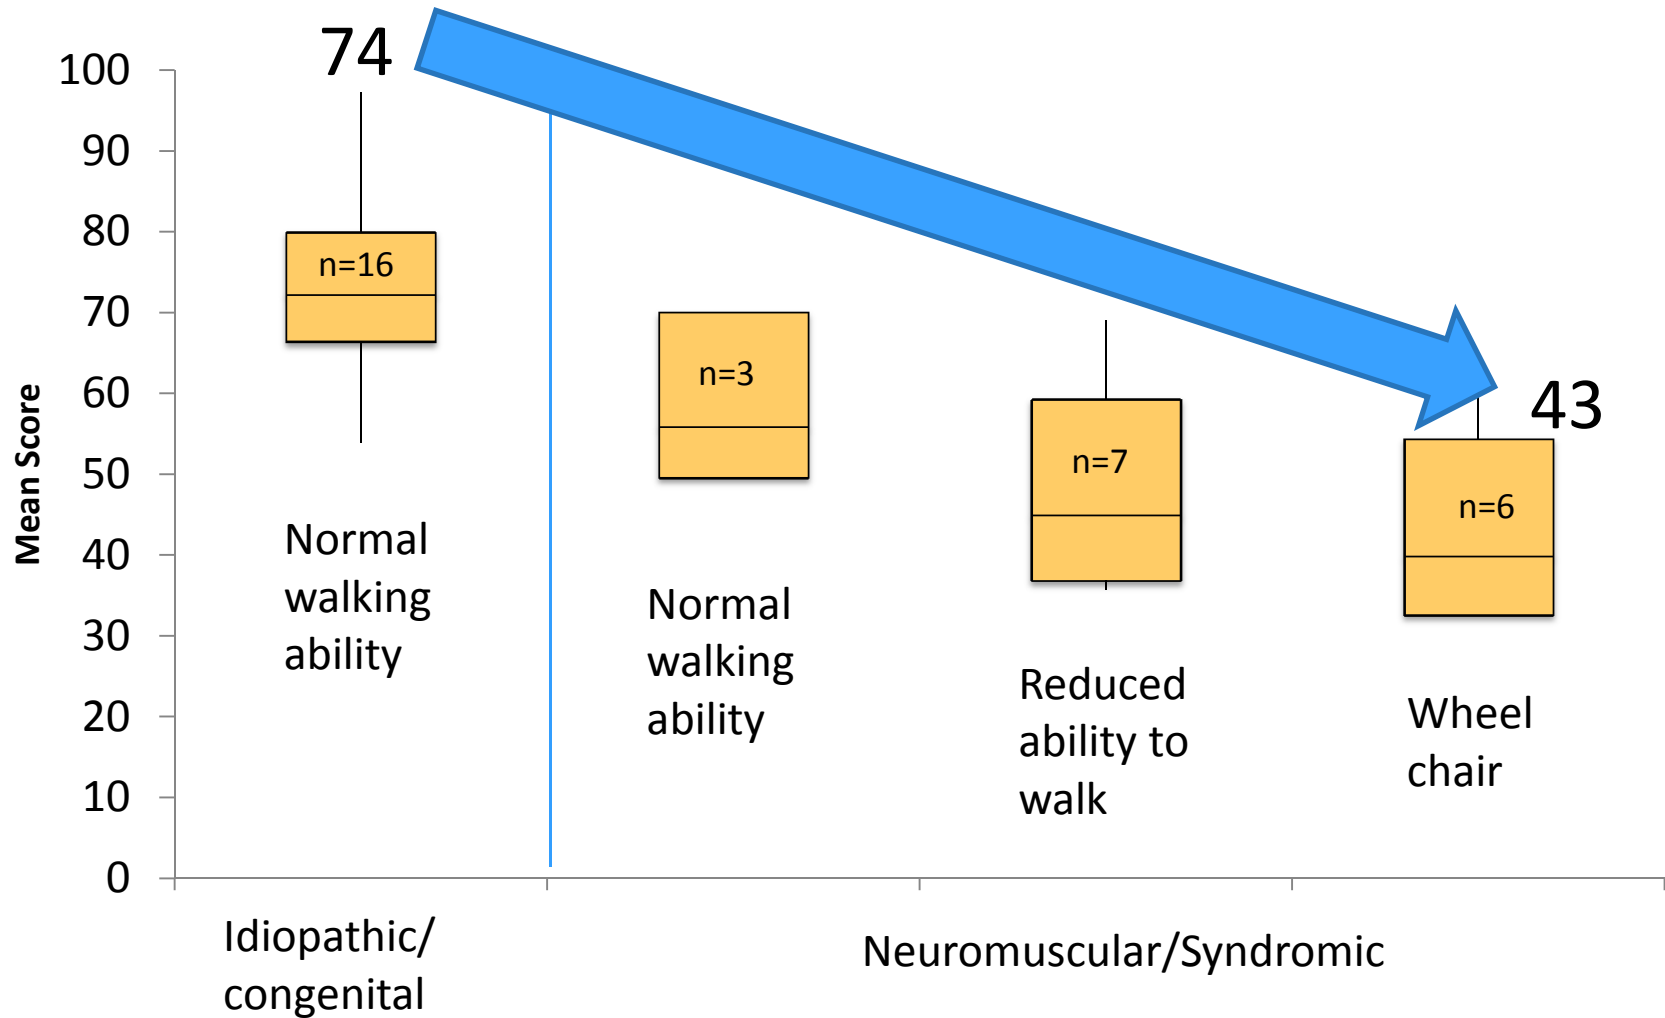 74
100
90
80
70
60
50
40
30
20
10
0
Mean Score
n=16
n=3
n=7
n=6
43
Normal
walking
ability
Normal
walking
ability
Reduced
ability to
walk
Wheel
chair
Idiopathic/
congenital
Neuromuscular/Syndromic